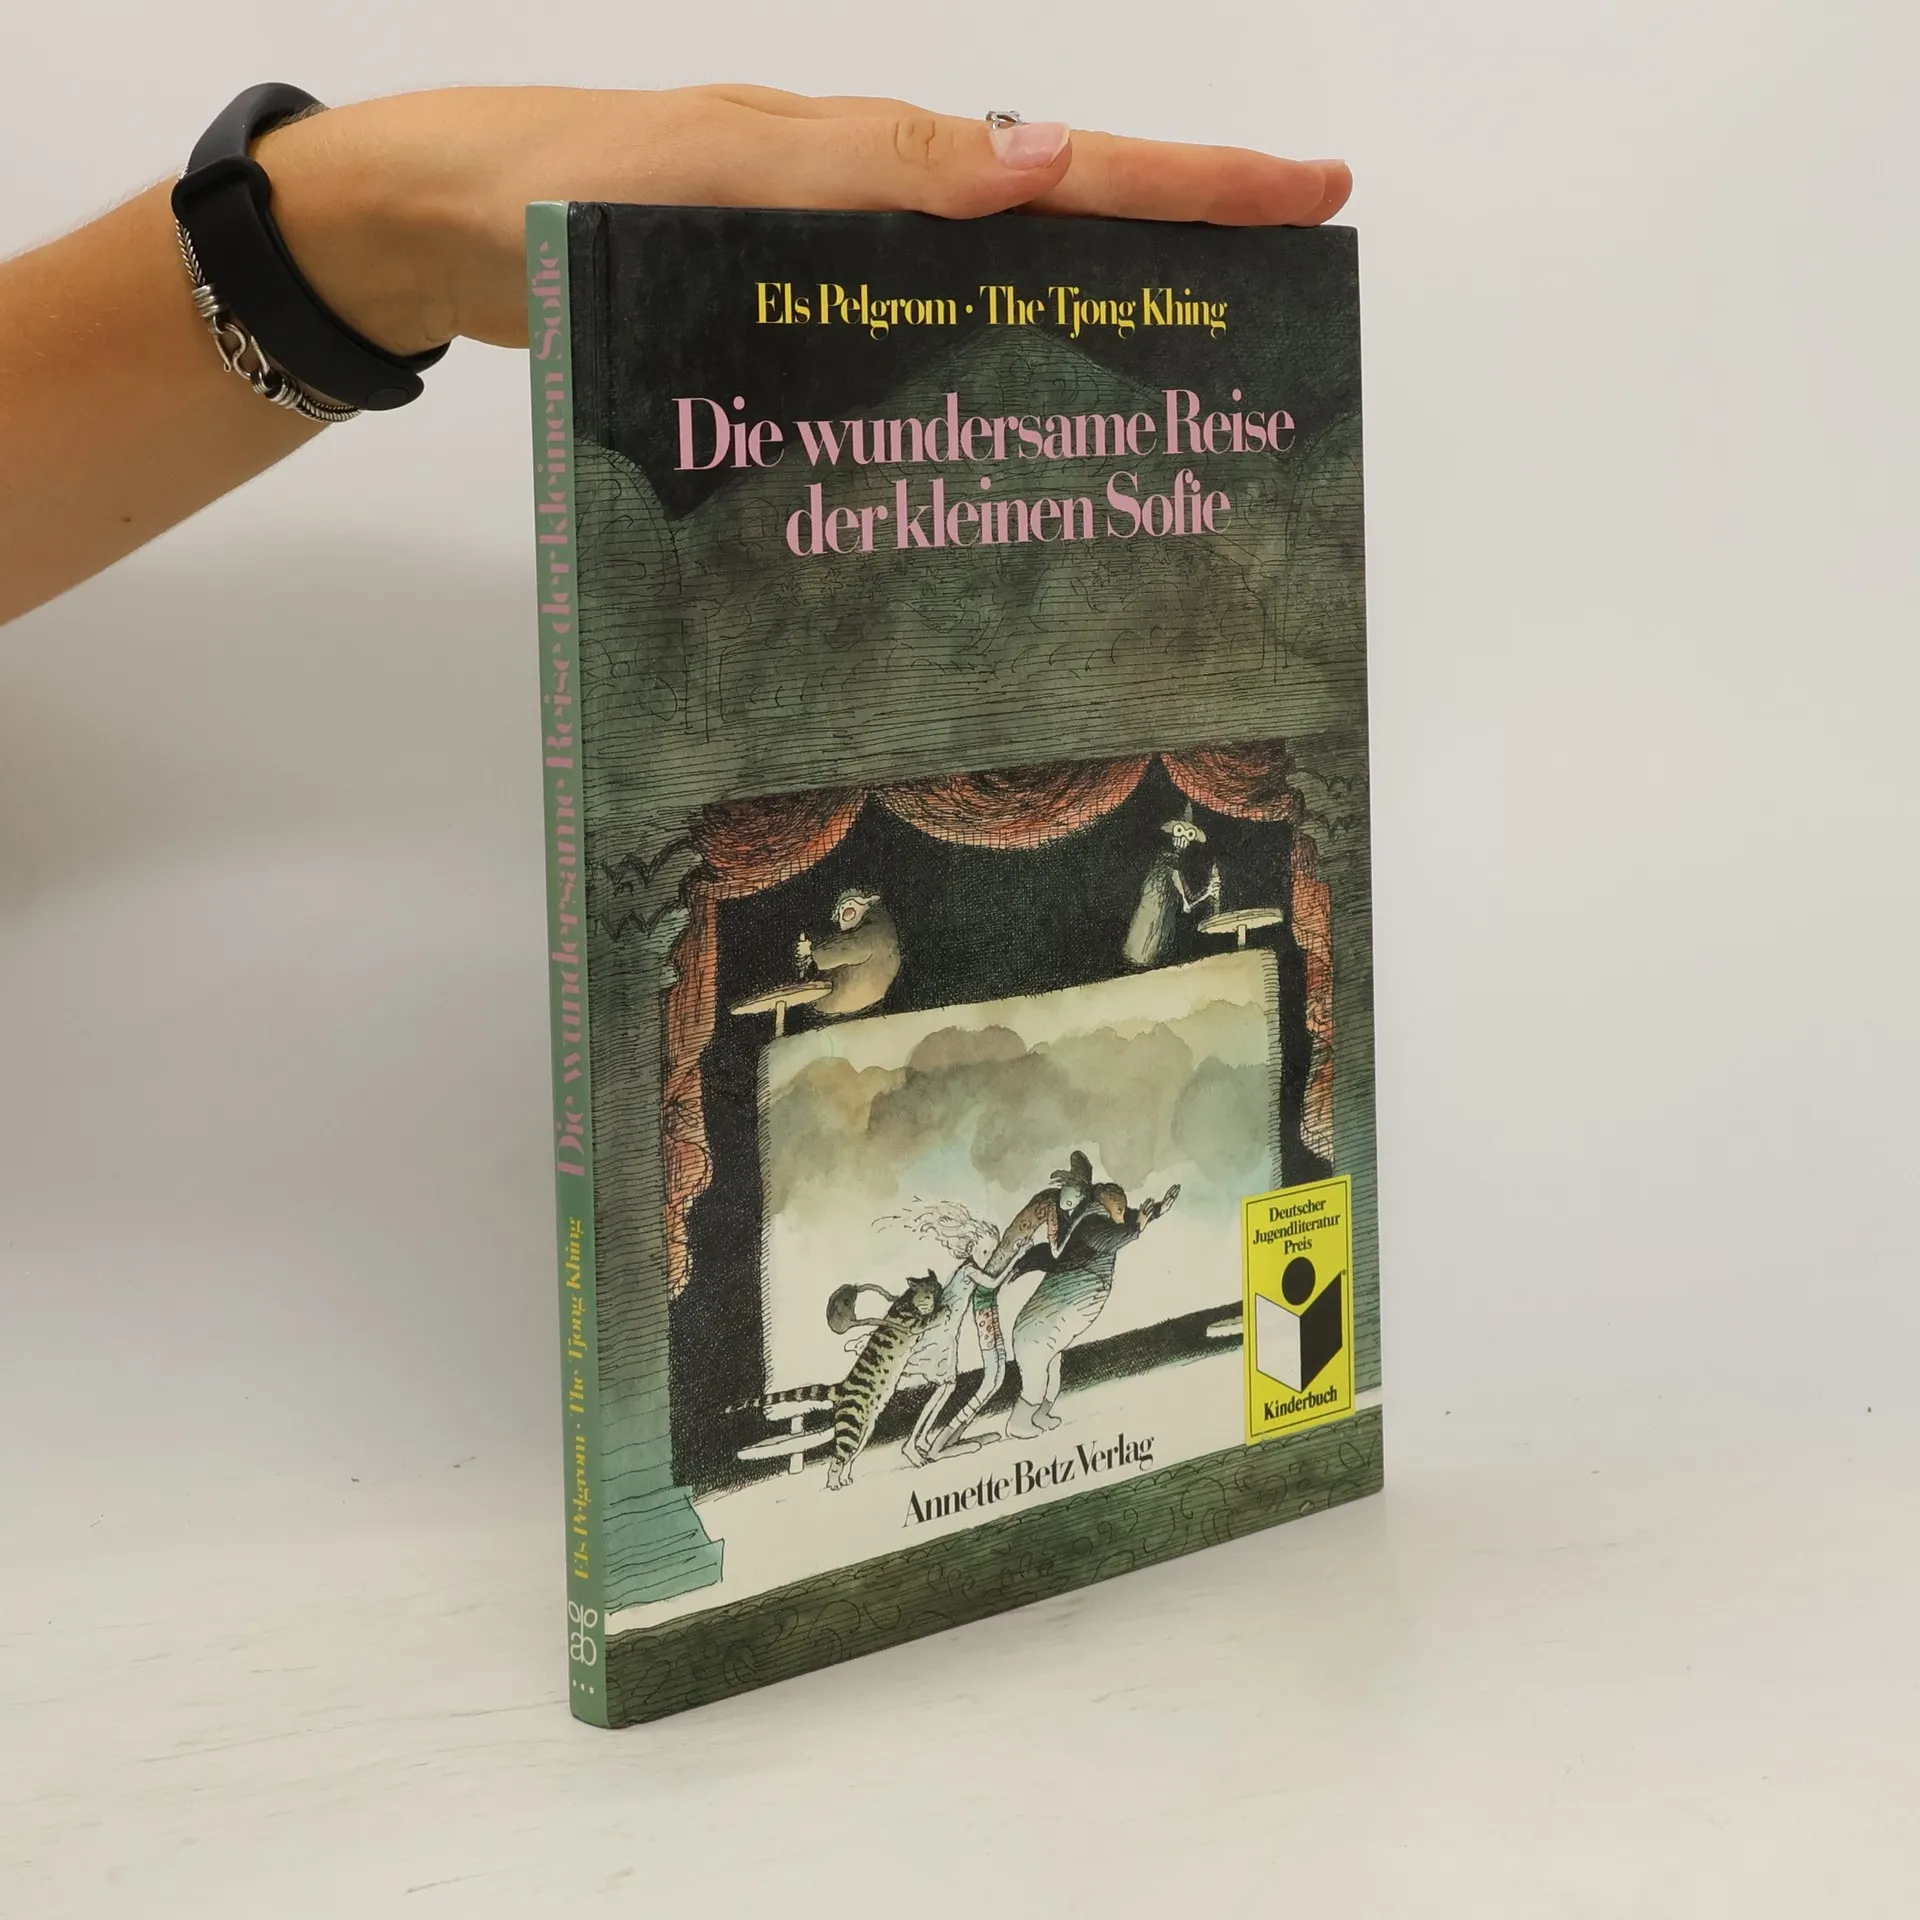 Els Pelgrom · The Tjong Khing
Die wundersame Reise
der kleinen Sofie
Deutscher
Jugendliteratur
Preis
Kinderbuch
Annette Betz Verlag
Die wundersame Reise der kleinen Sofie
Els Pelgrom · The Tjong Khing
ab